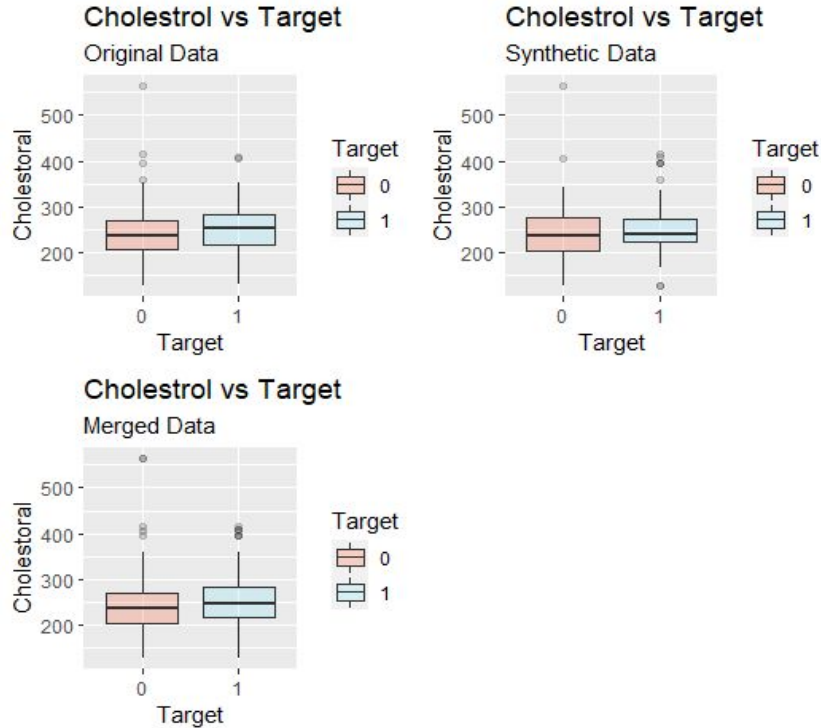 Cholestrol vs Target
Original Data
500
400
300
200
Cholestoral
0
1
Target
Target
0
1
Cholestrol vs Target
Synthetic Data
500
400
300
200
Cholestoral
0
1
Target
Target
0
1
Cholestrol vs Target
Merged Data
500
400
300
200
Cholestoral
0
1
Target
Target
0
1